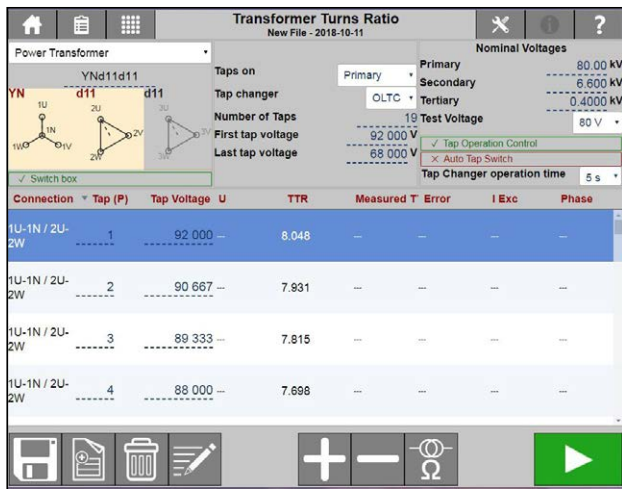 Transformer Turns Ratio
New File - 2018-10-11
?
Power Transformer
YNd11d11
YN
d11
d11
1U
1N
1W
1V
2U
2V
2W
3U
3V
3W
✓ Switch box
Taps on
Primary
Tap changer
OLTC
Number of Taps
19
First tap voltage
92 000 V
Last tap voltage
68 000 V
Nominal Voltages
Primary
80.00 kV
Secondary
6.600 kV
Tertiary
0.4000 kV
Test Voltage
80 V
✓ Tap Operation Control
× Auto Tap Switch
Tap Changer operation time
5 s
Connection Tap (P) Tap Voltage U TTR Measured T Error I Exc Phase
1U-1N / 2U-
2W
1 92 000 --- 8.048 --- --- --- ---
1U-1N / 2U-
2W
2 90 667 --- 7.931 --- --- --- ---
1U-1N / 2U-
2W
3 89 333 --- 7.815 --- --- --- ---
1U-1N / 2U-
2W
4 88 000 --- 7.698 --- --- --- ---
Ω